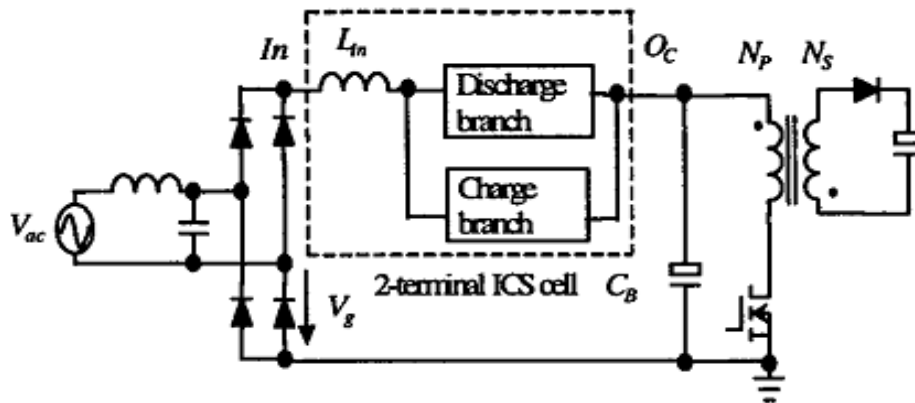 In
L_in
O_C
N_P
N_S
Discharge
branch
Charge
branch
V_ac
2-terminal ICS cell
C_B
V_g